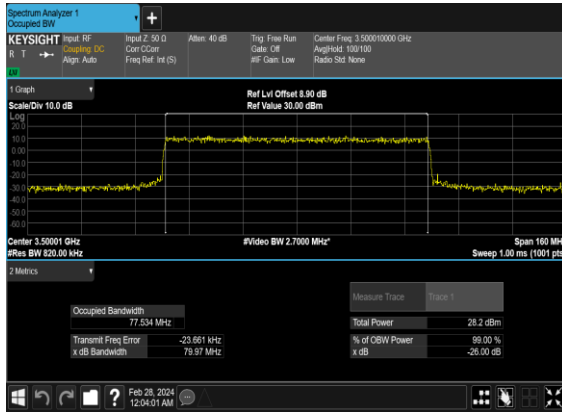 Spectrum Analyzer 1
Occupied BW
+
KEYSIGHT Input: RF Input Z: 50 Ω Atten: 40 dB Trig: Free Run Center Freq: 3.500010000 GHz
R T Coupling: DC Corr CCorr Gate: Off Avg|Hold: 100/100
Align: Auto Freq Ref: Int (S) #IF Gain: Low Radio Std: None
LXI
1 Graph
Ref Lvl Offset 8.90 dB
Scale/Div 10.0 dB Ref Value 30.00 dBm
Log
20.0
10.0
0.00
-10.0
-20.0
-30.0
-40.0
-50.0
-60.0
Center 3.50001 GHz #Video BW 2.7000 MHz* Span 160 MH
#Res BW 820.00 kHz Sweep 1.00 ms (1001 pts
2 Metrics
Measure Trace Trace 1
Occupied Bandwidth
77.534 MHz
Total Power 28.2 dBm
Transmit Freq Error -23.661 kHz % of OBW Power 99.00 %
x dB Bandwidth 79.97 MHz x dB -26.00 dB
? Feb 28, 2024
12:04:01 AM